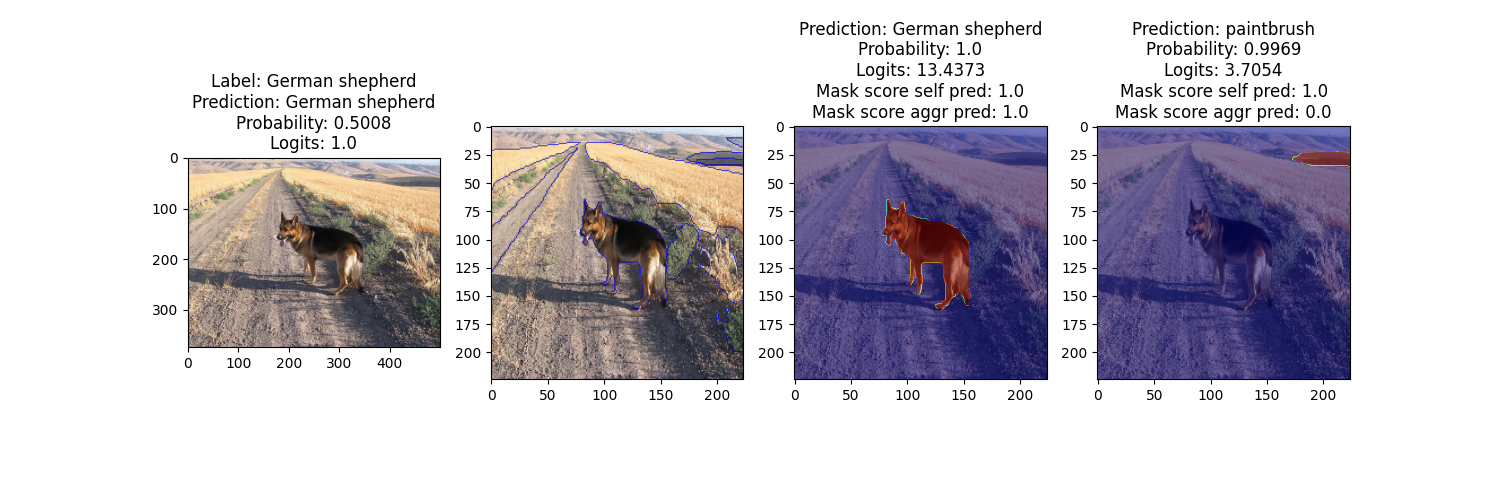 Label: German shepherd
Prediction: German shepherd
Probability: 0.5008
Logits: 1.0
0
100
200
300
0 100 200 300 400
0
25
50
75
100
125
150
175
200
0 50 100 150 200
Prediction: German shepherd
Probability: 1.0
Logits: 13.4373
Mask score self pred: 1.0
Mask score aggr pred: 1.0
0
25
50
75
100
125
150
175
200
0 50 100 150 200
Prediction: paintbrush
Probability: 0.9969
Logits: 3.7054
Mask score self pred: 1.0
Mask score aggr pred: 0.0
0
25
50
75
100
125
150
175
200
0 50 100 150 200